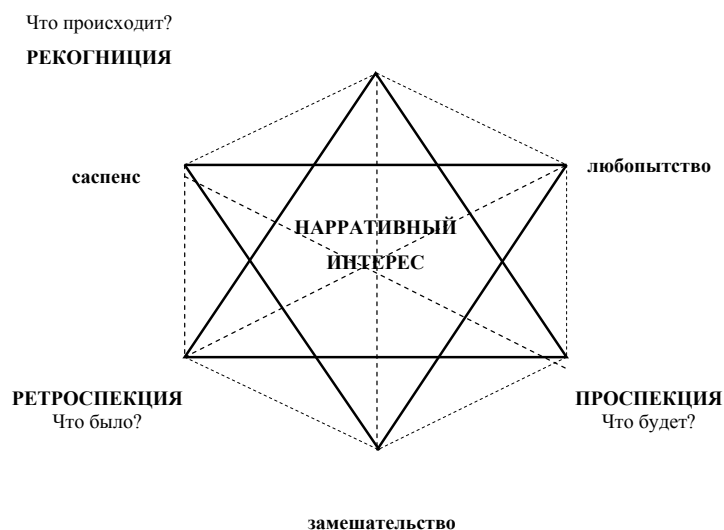 Что происходит?
РЕКОГНИЦИЯ
саспенс
любопытство
НАРРАТИВНЫЙ
ИНТЕРЕС
РЕТРОСПЕКЦИЯ
Что было?
ПРОСПЕКЦИЯ
Что будет?
замешательство